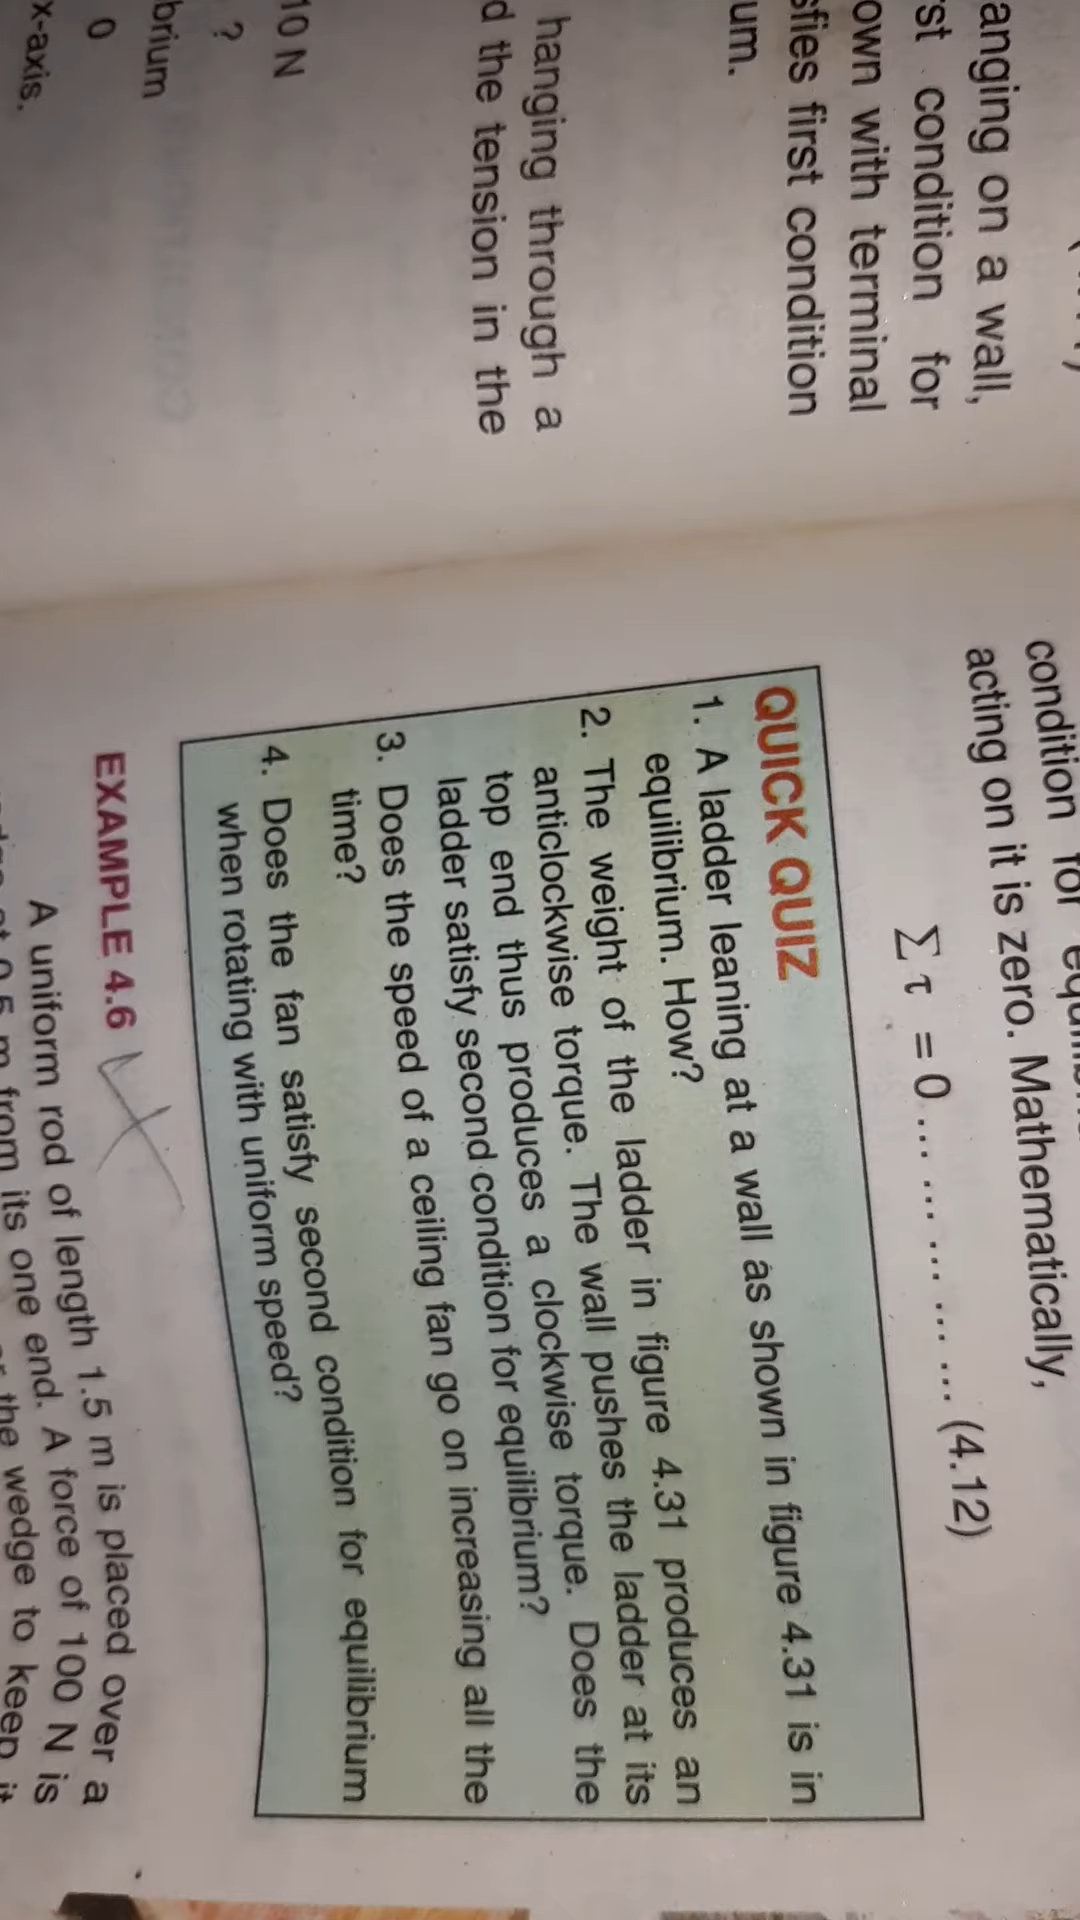 anging on a wall,
st condition for
own with terminal
sfies first condition
um.
hanging through a
d the tension in the
10 N
?
brium
0
x-axis.
condition for
acting on it is zero. Mathematically,
∑ τ = 0 ... ... ... ... ... (4.12)
QUICK QUIZ
1. A ladder leaning at a wall as shown in figure 4.31 is in
equilibrium. How?
2. The weight of the ladder in figure 4.31 produces an
anticlockwise torque. The wall pushes the ladder at its
top end thus produces a clockwise torque. Does the
ladder satisfy second condition for equilibrium?
3. Does the speed of a ceiling fan go on increasing all the
time?
4. Does the fan satisfy second condition for equilibrium
when rotating with uniform speed?
EXAMPLE 4.6
A uniform rod of length 1.5 m is placed over a
m from its one end. A force of 100 N is
the wedge to keep it